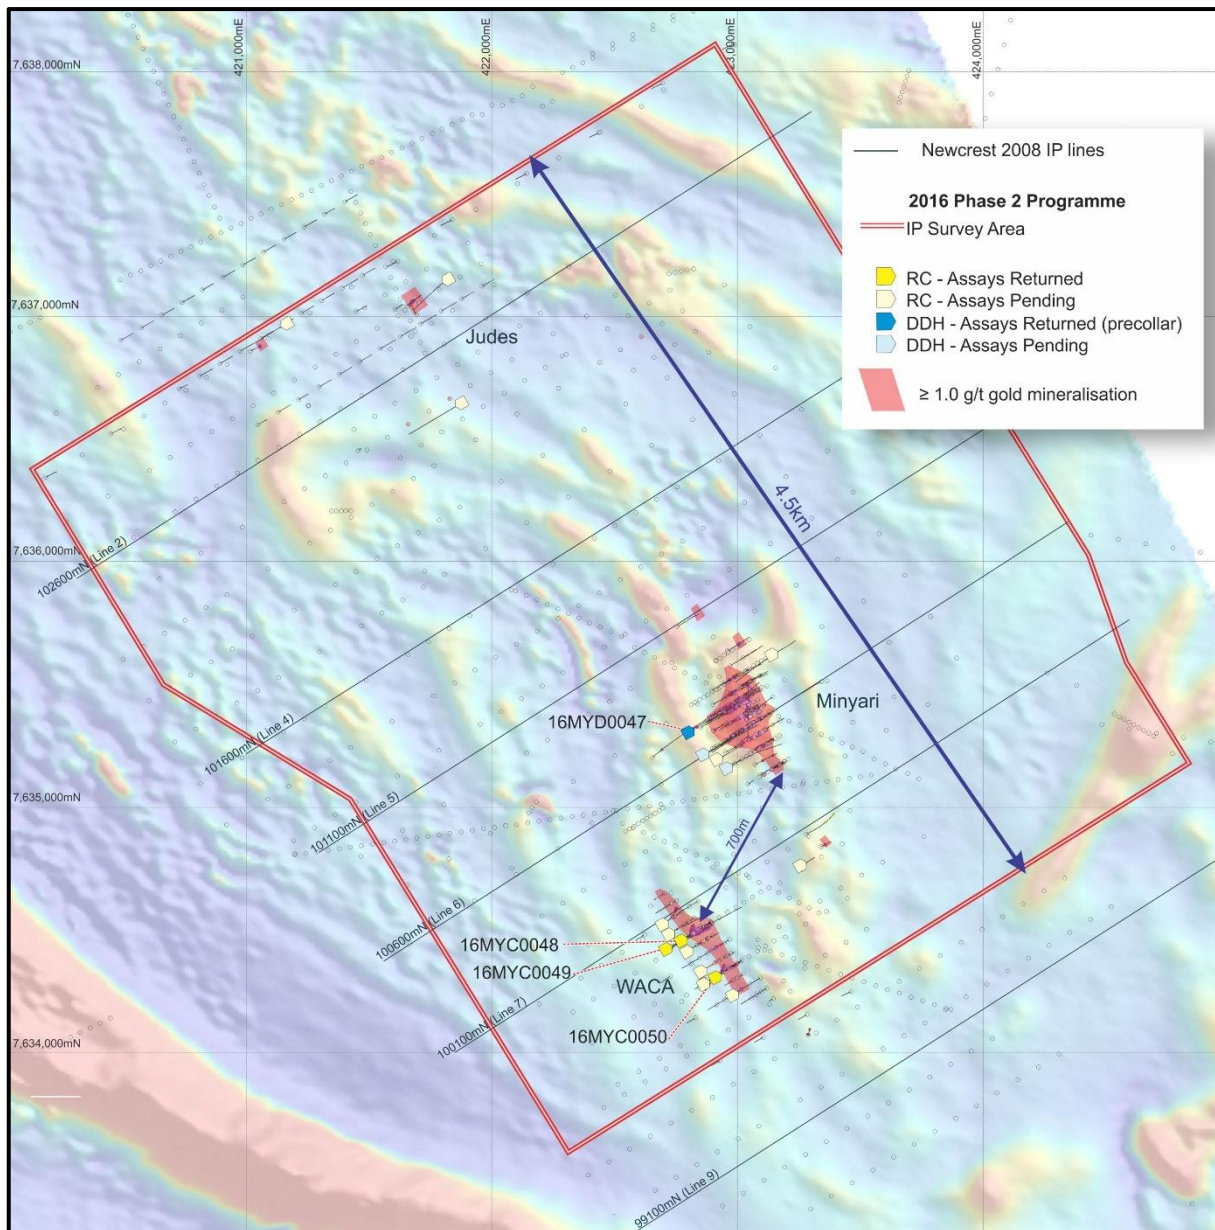 421,000mE
422,000mE
423,000mE
424,000mE
7,638,000mN
Newcrest 2008 IP lines
2016 Phase 2 Programme
IP Survey Area
RC - Assays Returned
RC - Assays Pending
DDH - Assays Returned (precollar)
DDH - Assays Pending
≥ 1.0 g/t gold mineralisation
7,637,000mN
Judes
4.5km
7,636,000mN
102600mN (Line 2)
Minyari
16MYD0047
101600mN (Line 4)
7,635,000mN
101100mN (Line 5)
700m
100600mN (Line 6)
16MYC0048
16MYC0049
WACA
100100mN (Line 7)
16MYC0050
7,634,000mN
99100mN (Line 9)